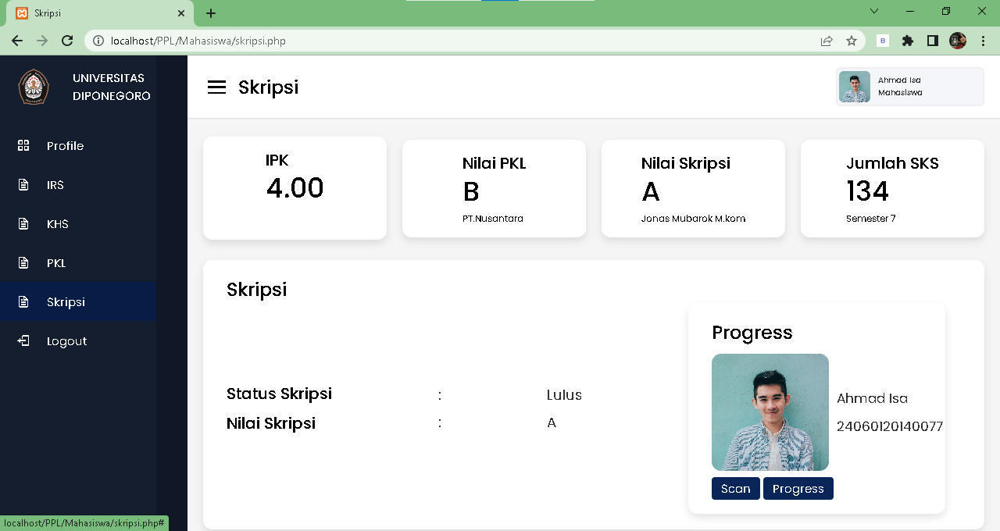 Skripsi
localhost/PPL/Mahasiswa/skripsi.php
B
UNIVERSITAS
DIPONEGORO
Profile
IRS
KHS
PKL
Skripsi
Logout
Skripsi
Ahmad Isa
Mahasiswa
IPK
4.00
Nilai PKL
B
PT.Nusantara
Nilai Skripsi
A
Jonas Mubarok M.kom
Jumlah SKS
134
Semester 7
Skripsi
Status Skripsi : Lulus
Nilai Skripsi : A
Progress
Ahmad Isa
24060120140077
Scan Progress
localhost/PPL/Mahasiswa/skripsi.php#